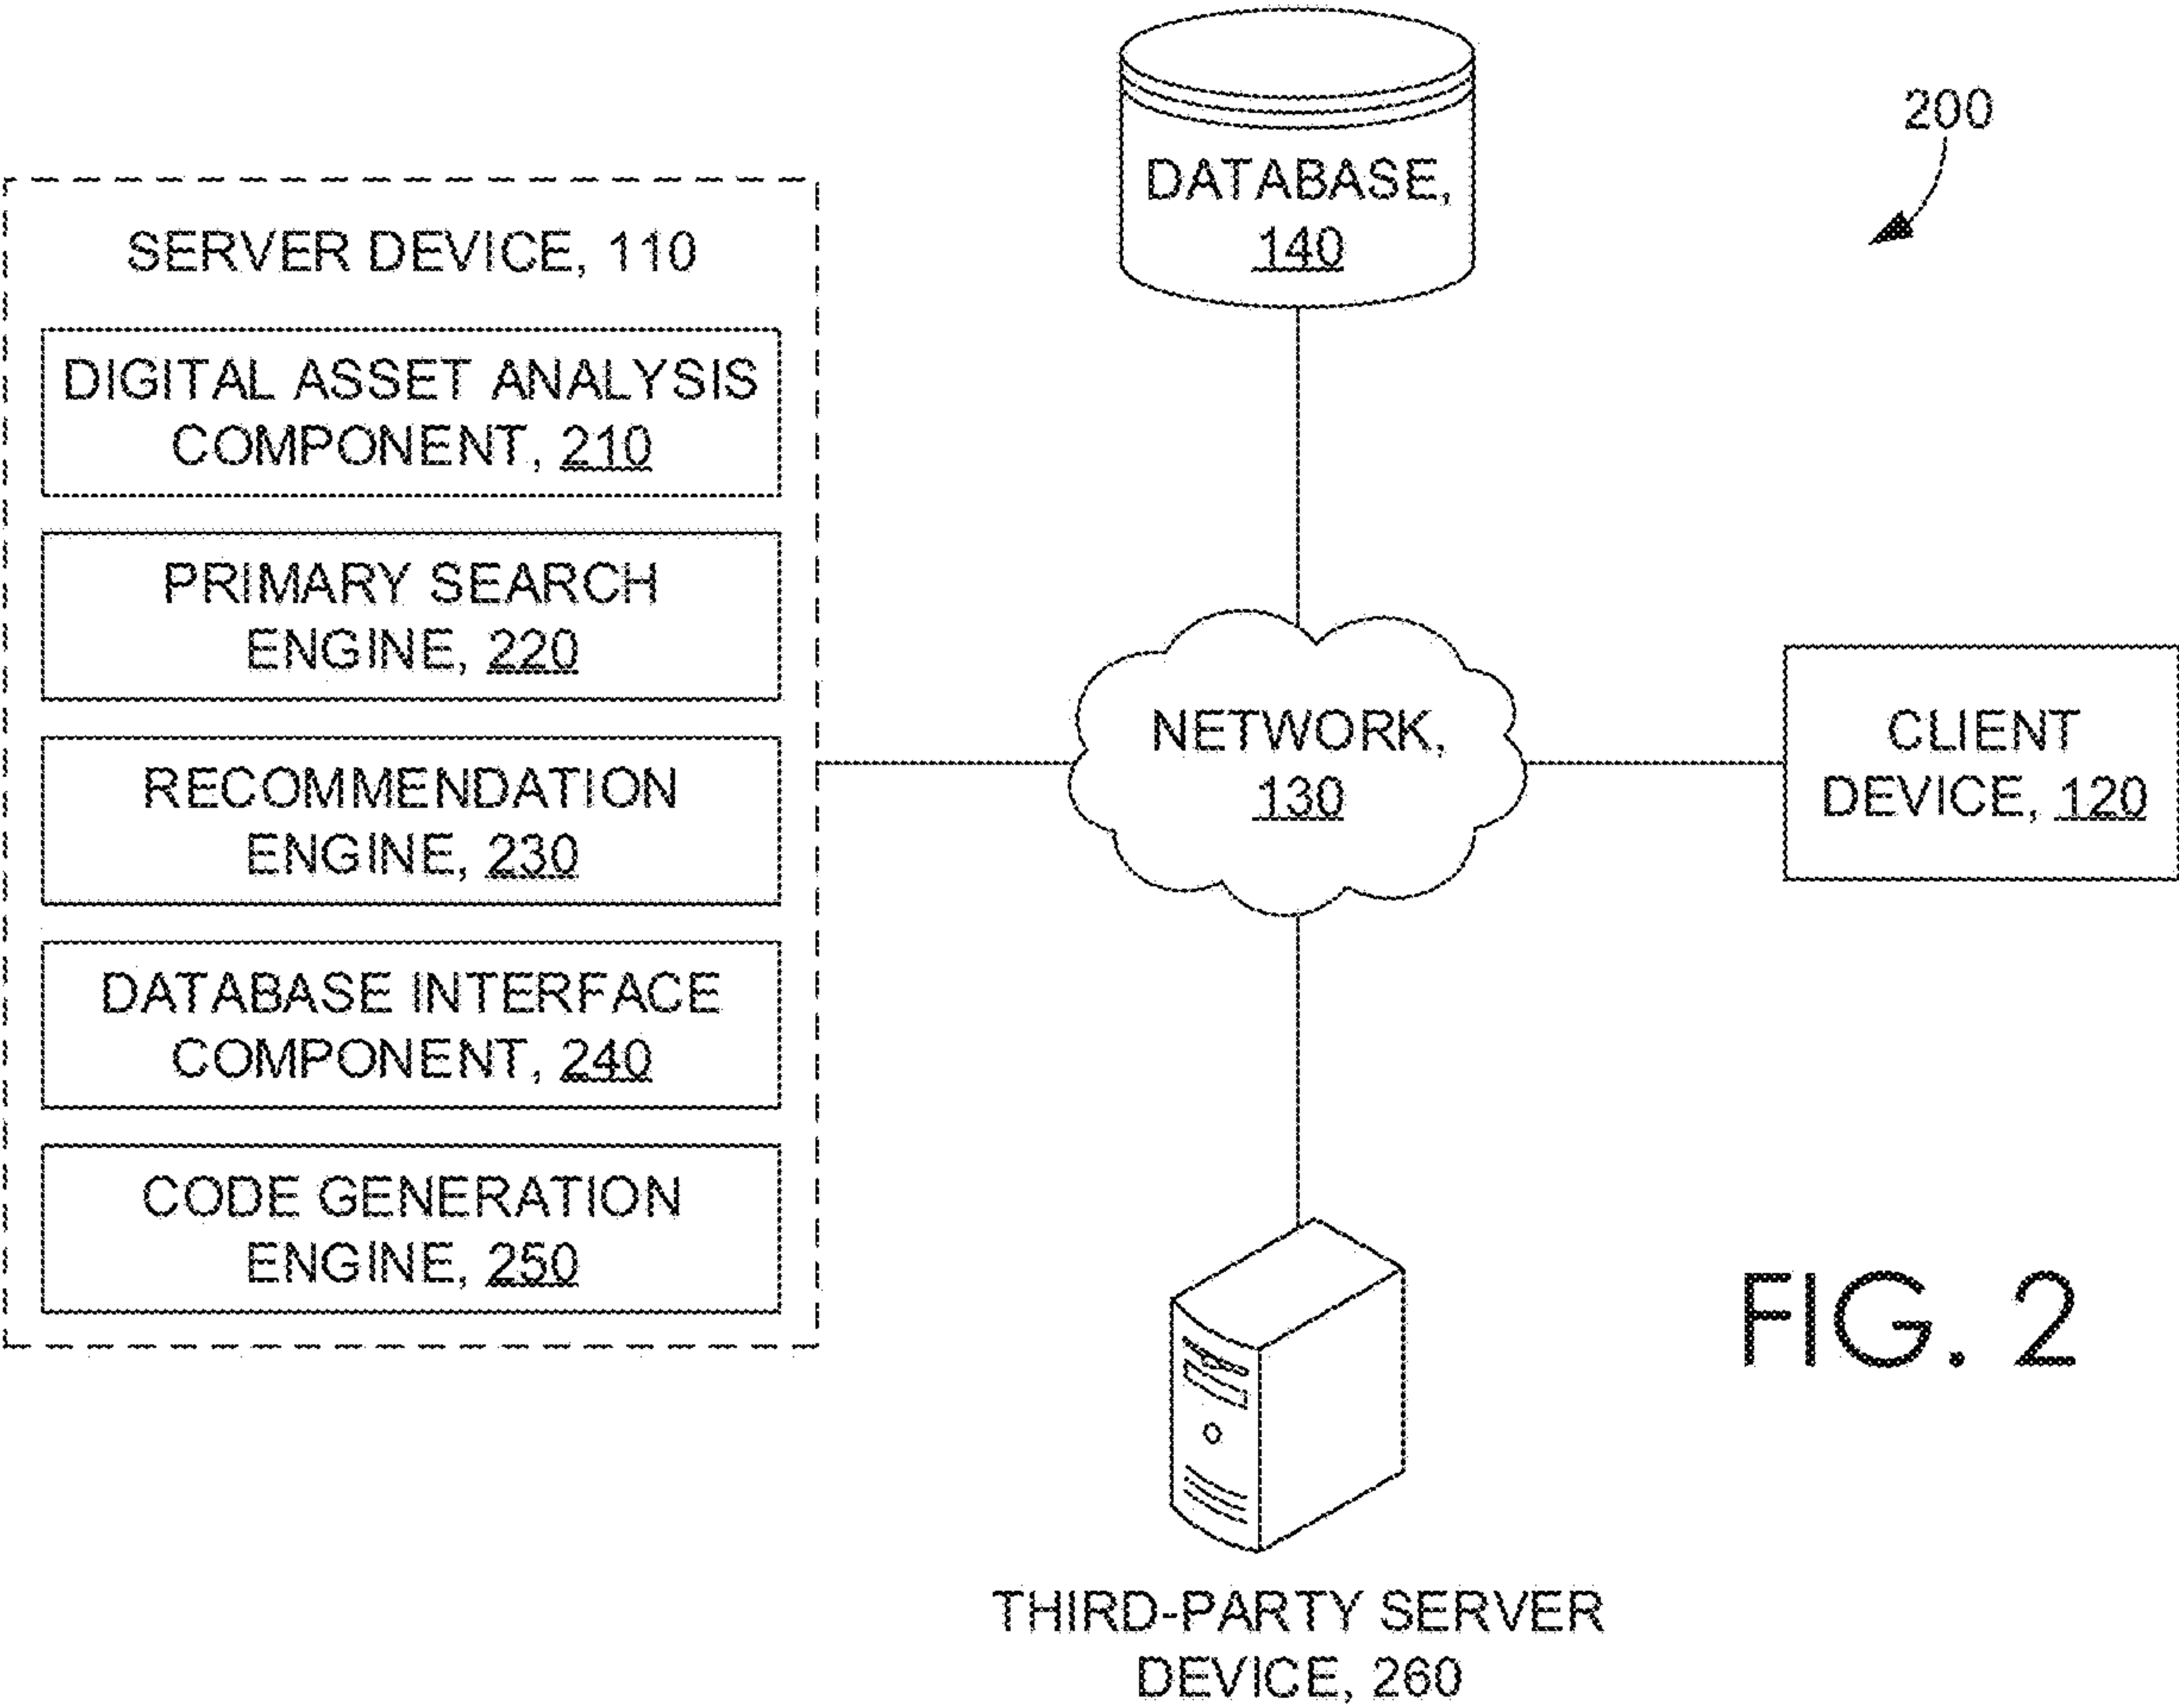 SERVER DEVICE, 110
DIGITAL ASSET ANALYSIS
COMPONENT, 210
PRIMARY SEARCH
ENGINE, 220
RECOMMENDATION
ENGINE, 230
DATABASE INTERFACE
COMPONENT, 240
CODE GENERATION
ENGINE, 250
DATABASE,
140
200
NETWORK,
130
CLIENT
DEVICE, 120
THIRD-PARTY SERVER
DEVICE, 260
FIG. 2